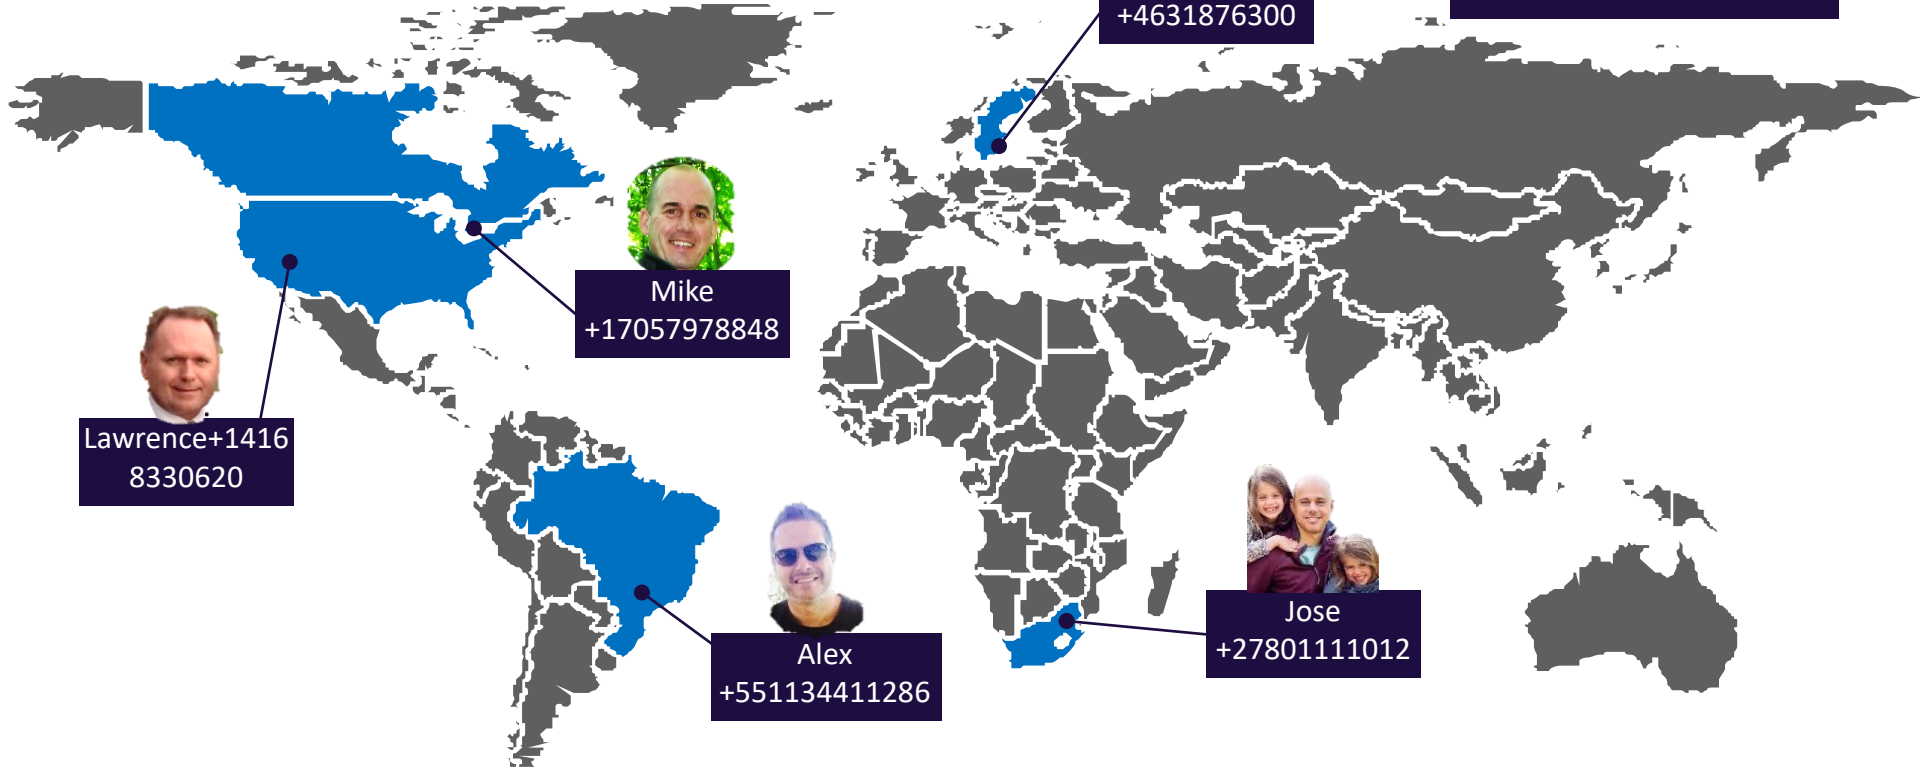 +4631876300
Mike
+17057978848
Lawrence+1416
8330620
Alex
+551134411286
Jose
+27801111012